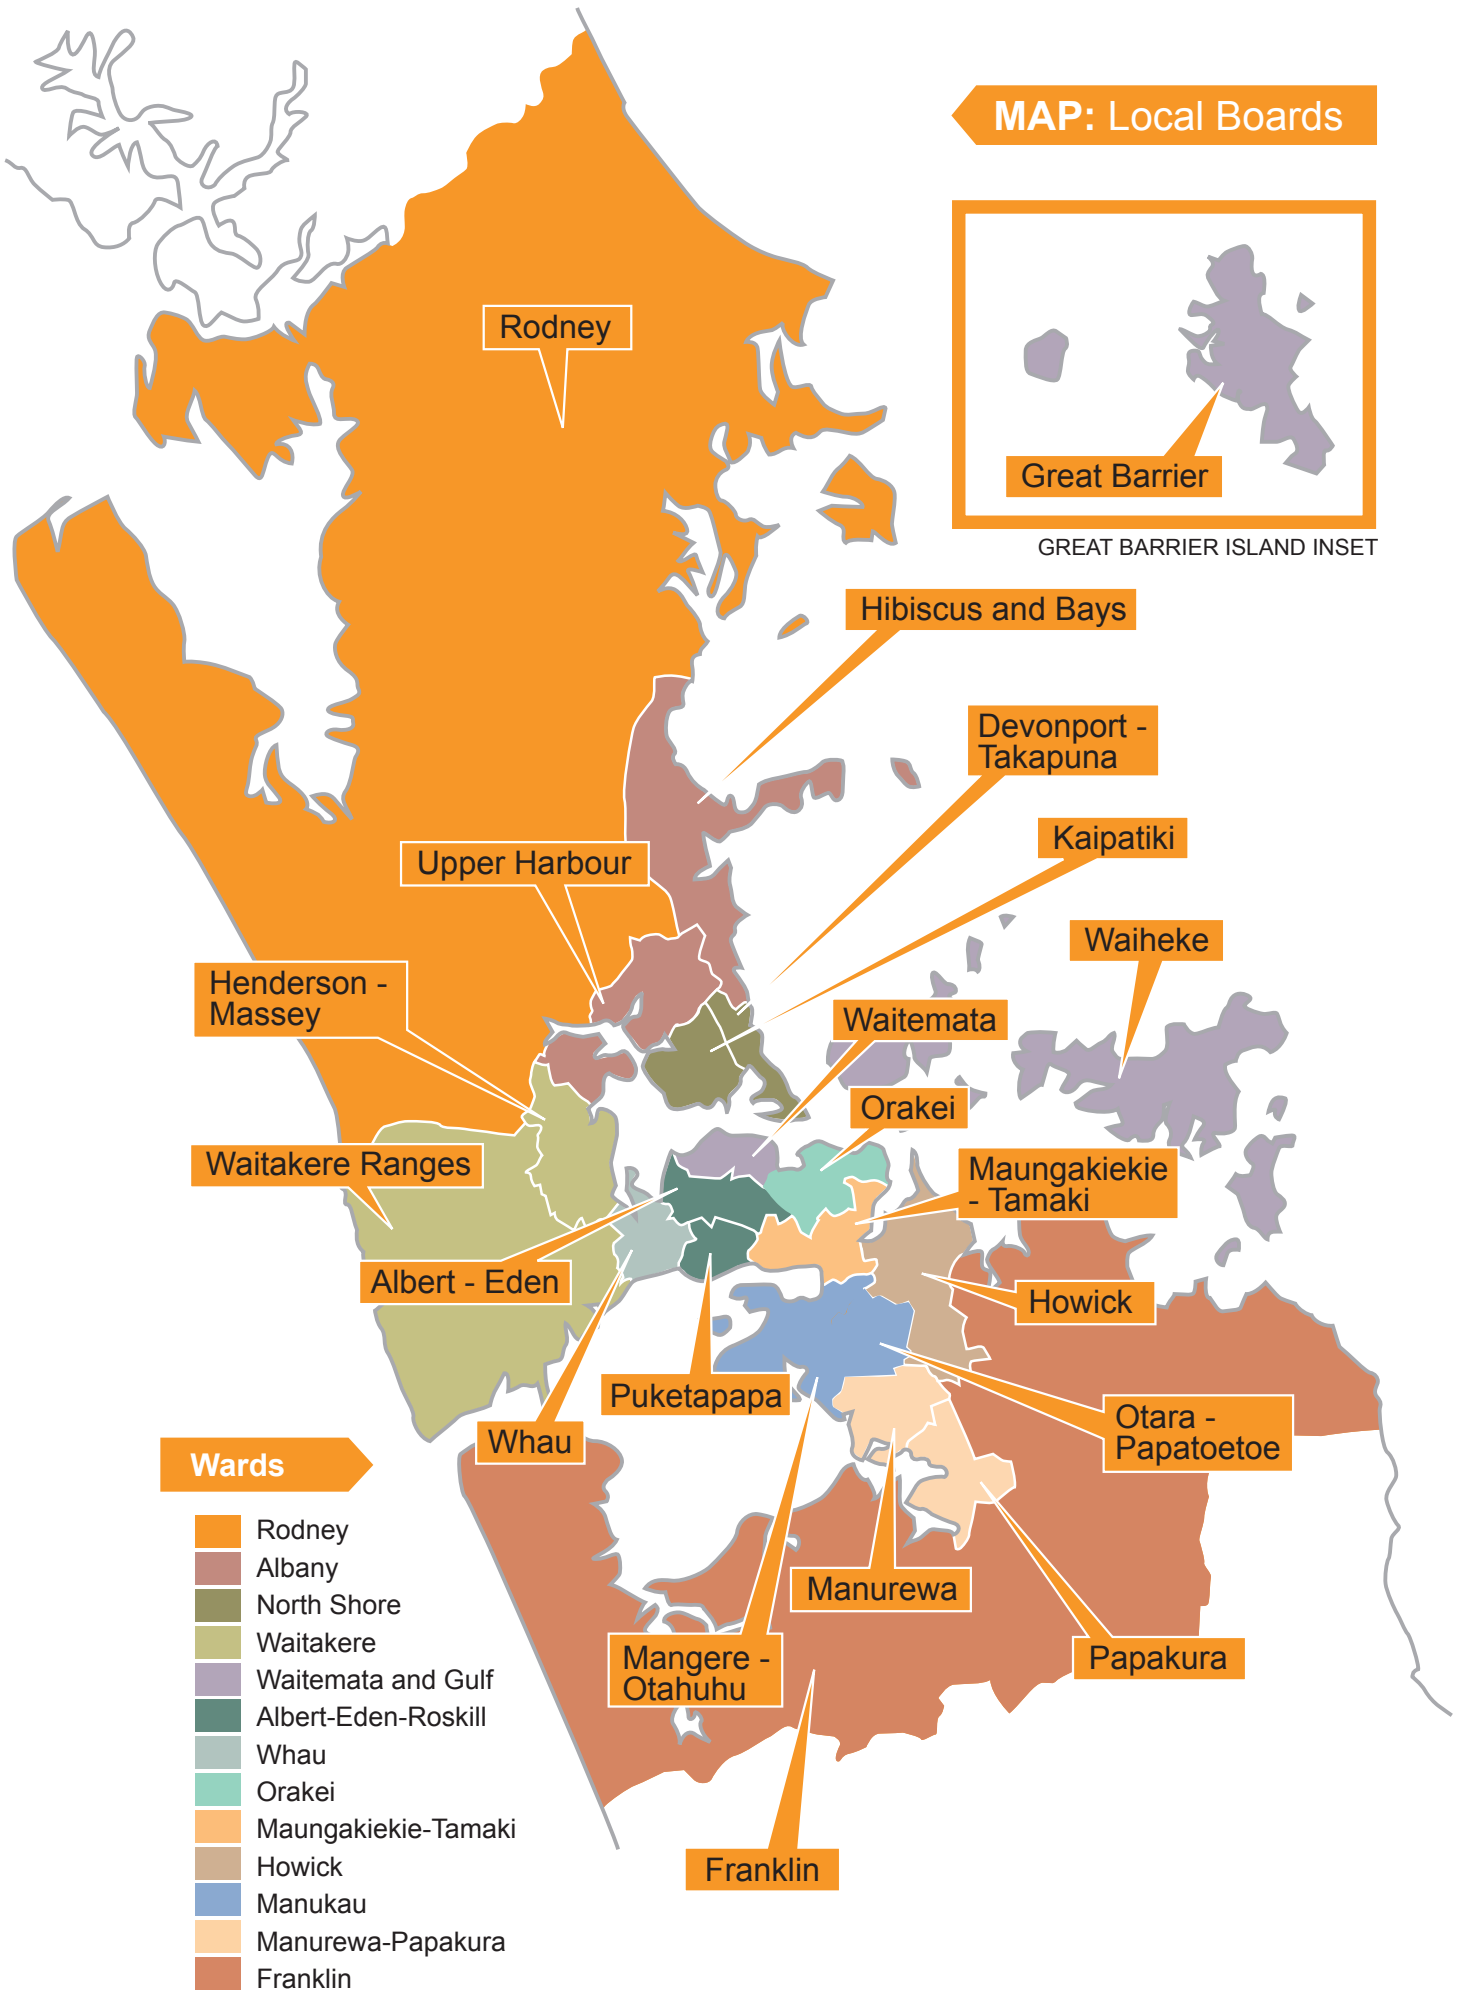 MAP: Local Boards
Rodney
Great Barrier
GREAT BARRIER ISLAND INSET
Hibiscus and Bays
Devonport -
Takapuna
Kaipatiki
Upper Harbour
Waiheke
Henderson -
Massey
Waitemata
Orakei
Waitakere Ranges
Maungakiekie
- Tamaki
Albert - Eden
Howick
Puketapapa
Otara -
Papatoetoe
Whau
Manurewa
Mangere -
Otahuhu
Papakura
Franklin
Wards
Rodney
Albany
North Shore
Waitakere
Waitemata and Gulf
Albert-Eden-Roskill
Whau
Orakei
Maungakiekie-Tamaki
Howick
Manukau
Manurewa-Papakura
Franklin